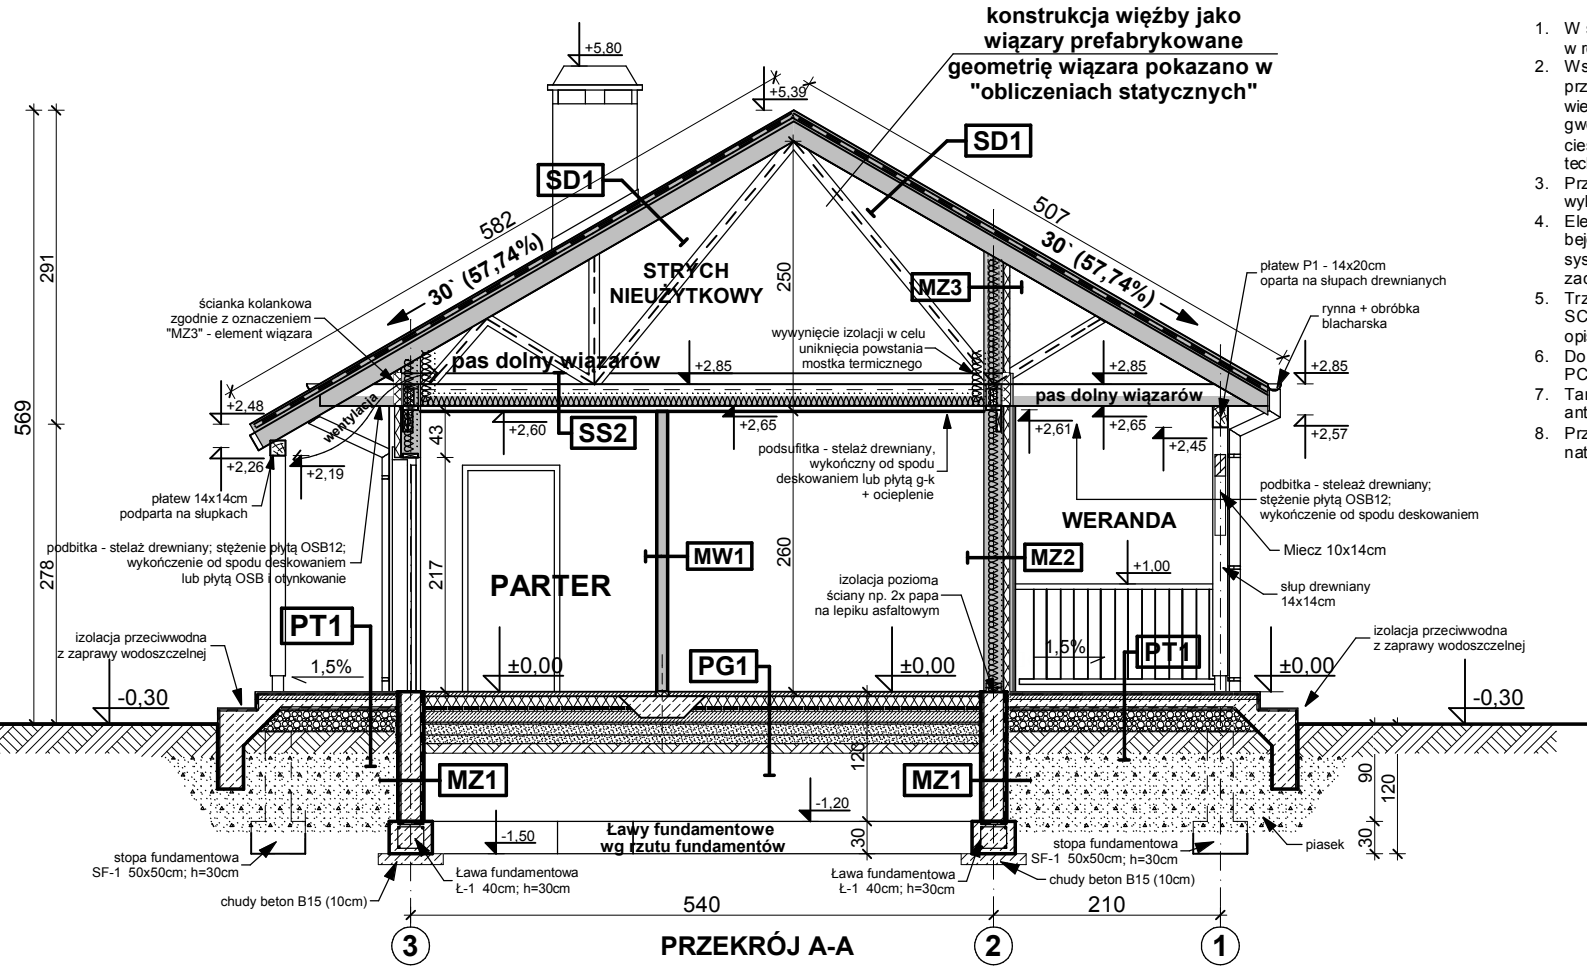 konstrukcja więźby jako
wiązary prefabrykowane
geometrię wiązara pokazano w
"obliczeniach statycznych"
+5,80
+5,39
SD1
SD1
582
507
30` (57,74%)
30` (57,74%)
291
569
278
STRYCH
NIEUŻYTKOWY
250
MZ3
ścianka kolankowa
zgodnie z oznaczeniem
"MZ3" - element wiązara
płatew P1 - 14x20cm
oparta na słupach drewnianych
rynna + obróbka
blacharska
wywynięcie izolacji w celu
uniknięcia powstania
mostka termicznego
pas dolny wiązarów
+2,85
+2,85
+2,85
pas dolny wiązarów
+2,48
wentylacja
+2,26
+2,19
43
+2,60
SS2
+2,65
+2,61
+2,65
+2,45
+2,57
podsufitka - stelaż drewniany,
wykończny od spodu
deskowaniem lub płytą g-k
+ ocieplenie
płatew 14x14cm
podparta na słupkach
podbitka - steleaż drewniany;
stężenie płytą OSB12;
wykończenie od spodu deskowaniem
podbitka - stelaż drewniany; stężenie płytą OSB12;
wykończenie od spodu deskowaniem
lub płytą OSB i otynkowanie
WERANDA
MW1
MZ2
Miecz 10x14cm
217
260
PARTER
izolacja pozioma
ściany np. 2x papa
na lepiku asfaltowym
+1,00
słup drewniany
14x14cm
PT1
izolacja przeciwwodna
z zaprawy wodoszczelnej
1,5%
±0,00
PG1
±0,00
1,5%
PT1
±0,00
izolacja przeciwwodna
z zaprawy wodoszczelnej
-0,30
-0,30
MZ1
MZ1
120
90
120
-1,20
30
30
-1,50
Ławy fundamentowe
wg rzutu fundamentów
stopa fundamentowa
SF-1 50x50cm; h=30cm
Ława fundamentowa
Ł-1 40cm; h=30cm
Ława fundamentowa
Ł-1 40cm; h=30cm
stopa fundamentowa
SF-1 50x50cm; h=30cm
piasek
chudy beton B15 (10cm)
chudy beton B15 (10cm)
540
210
3
PRZEKRÓJ A-A
2
1
1. W
2.
3.
4.
5.
6.
7.
8.